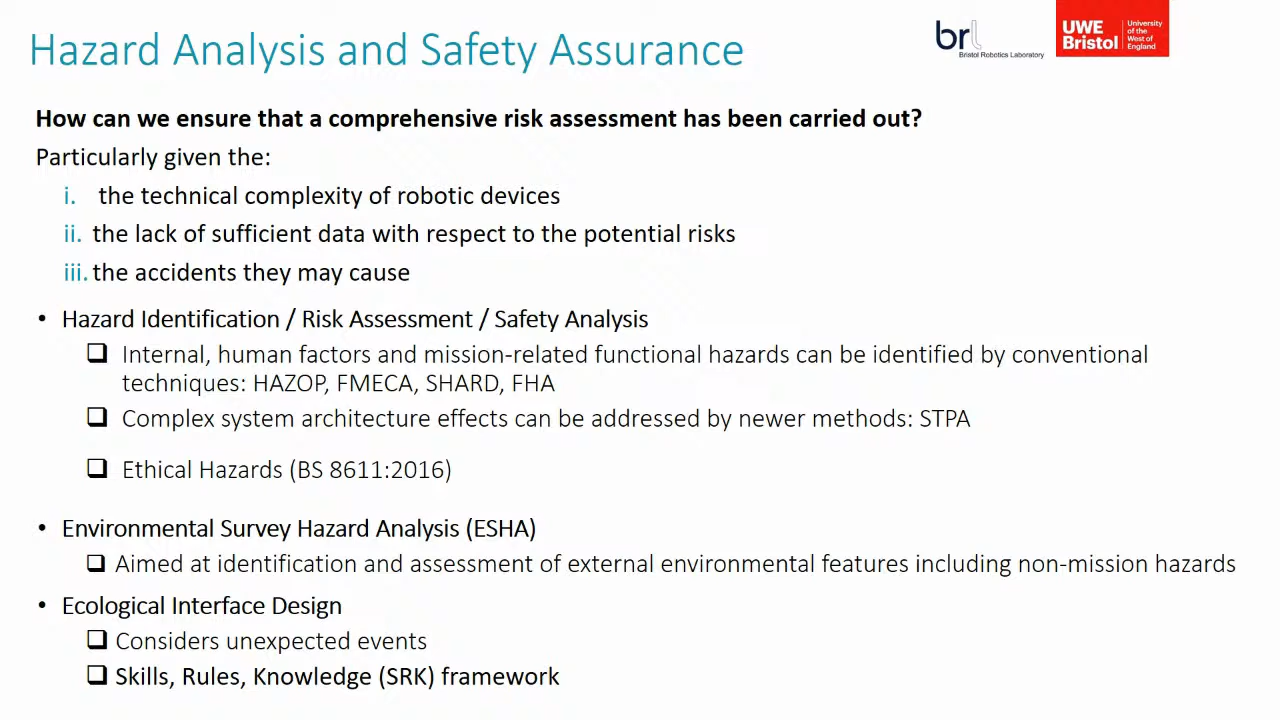 Hazard Analysis and Safety Assurance
brl
Bristol Robotics Laboratory
UWE Bristol
University of the West of England
How can we ensure that a comprehensive risk assessment has been carried out?
Particularly given the:
i. the technical complexity of robotic devices
ii. the lack of sufficient data with respect to the potential risks
iii. the accidents they may cause
• Hazard Identification / Risk Assessment / Safety Analysis
❑ Internal, human factors and mission-related functional hazards can be identified by conventional
techniques: HAZOP, FMECA, SHARD, FHA
❑ Complex system architecture effects can be addressed by newer methods: STPA
❑ Ethical Hazards (BS 8611:2016)
• Environmental Survey Hazard Analysis (ESHA)
❑ Aimed at identification and assessment of external environmental features including non-mission hazards
• Ecological Interface Design
❑ Considers unexpected events
❑ Skills, Rules, Knowledge (SRK) framework